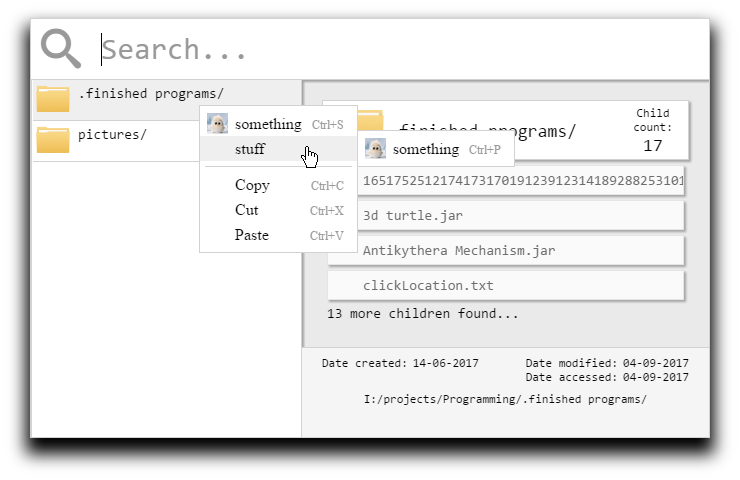 Search...
.finished programs/
pictures/
something Ctrl+S
stuff
Copy Ctrl+C
Cut Ctrl+X
Paste Ctrl+V
something Ctrl+P
finished programs/
Child
count:
17
16517525121741731701912391231418928825310
3d turtle.jar
Antikythera Mechanism.jar
clickLocation.txt
13 more children found...
Date created: 14-06-2017
Date modified: 04-09-2017
Date accessed: 04-09-2017
I:/projects/Programming/.finished programs/